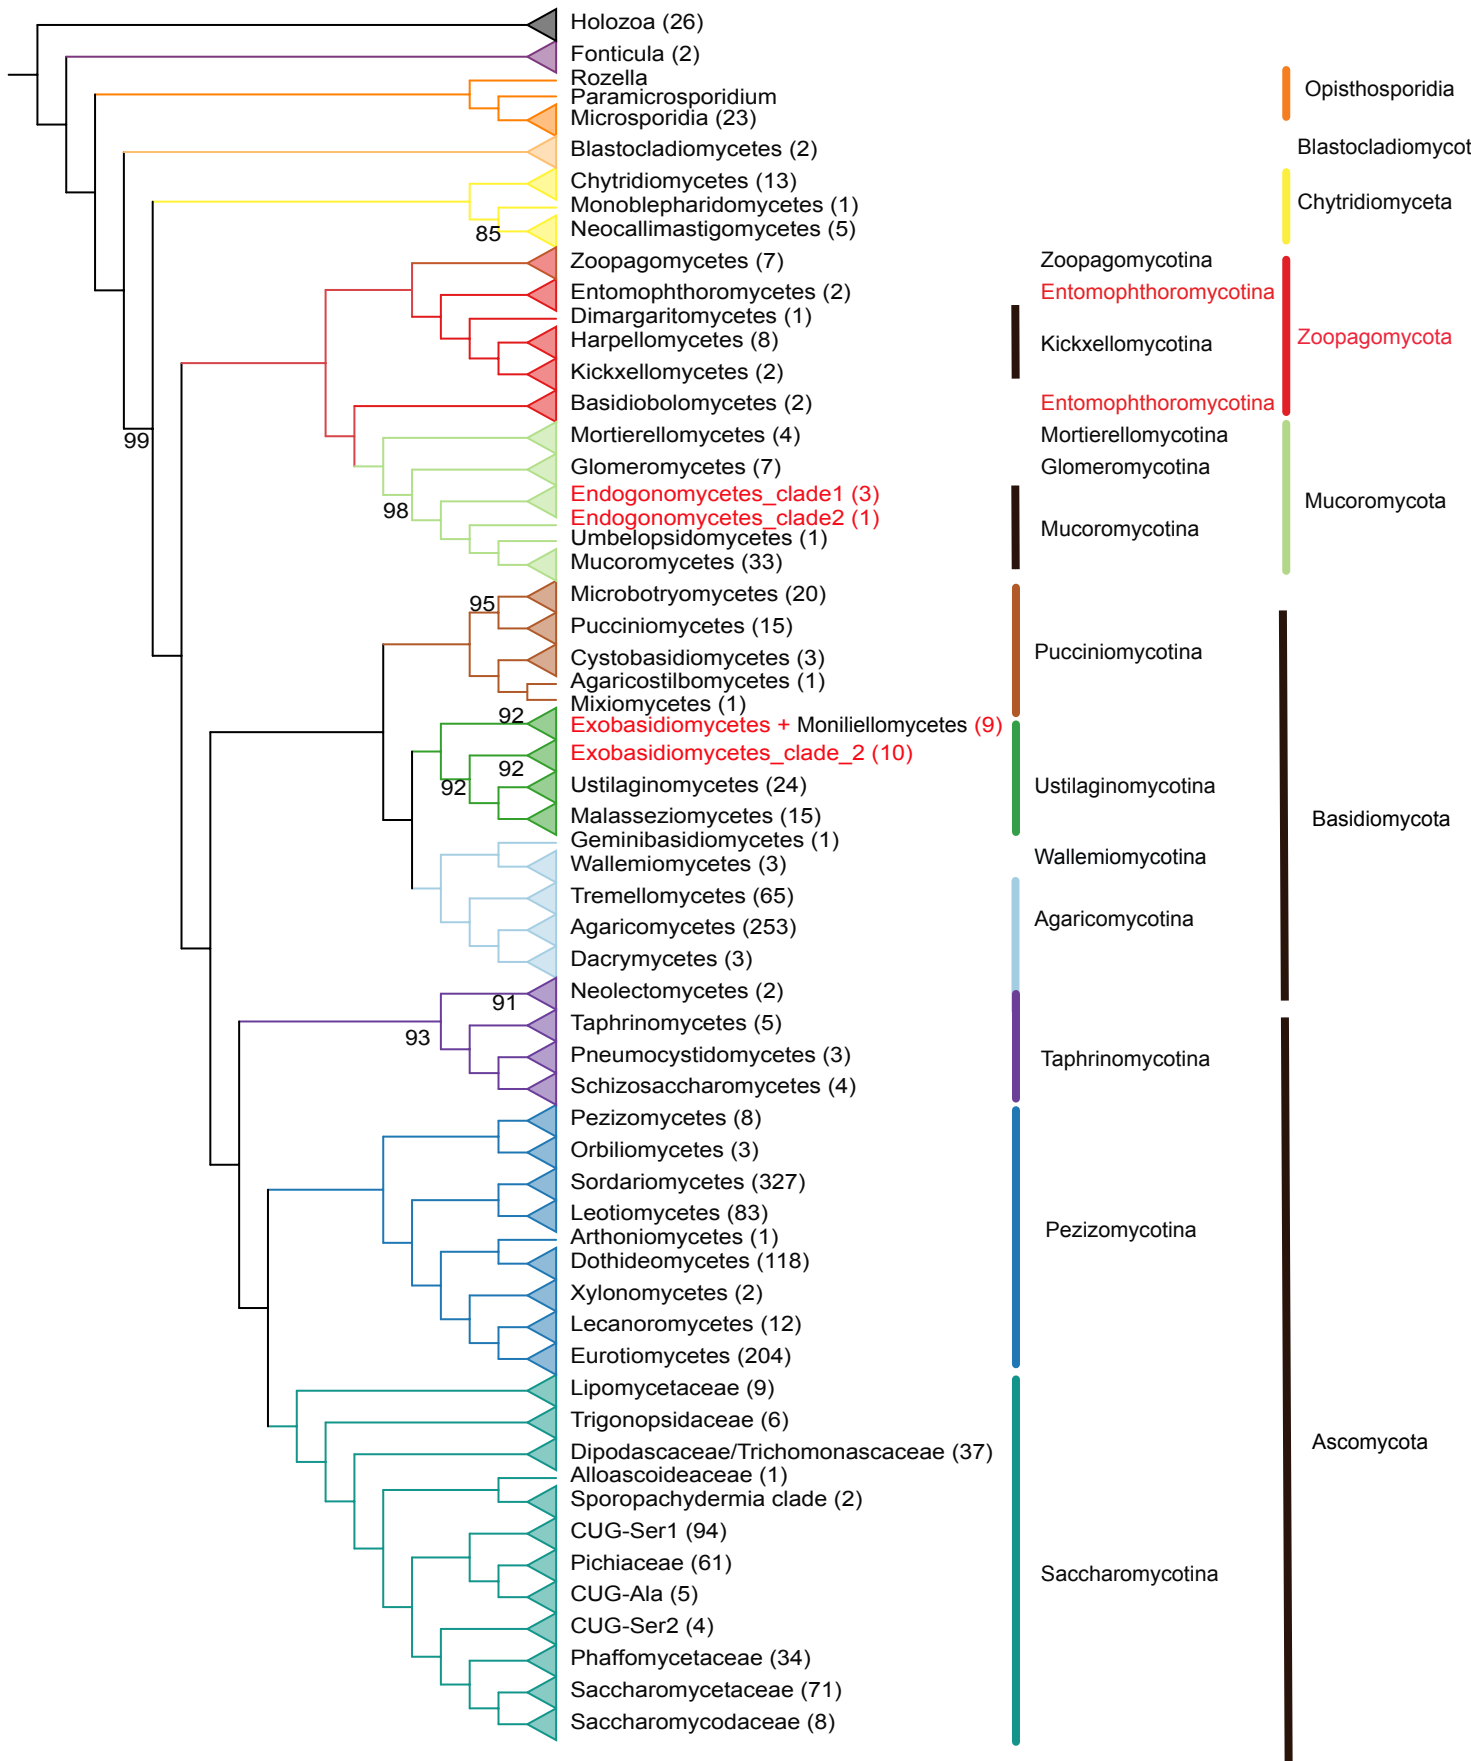 Holozoa (26)
Fonticula (2)
Rozella
Paramicrosporidium
Opisthosporidia
Microsporidia (23)
Blastocladiomycetes (2)
Blastocladiomycot
Chytridiomycetes (13)
Monoblepharidomycetes (1)
Chytridiomyceta
Neocallimastigomycetes (5)
85
Zoopagomycetes (7)
Zoopagomycotina
Entomophthoromycetes (2)
Entomophthoromycotina
Dimargaritomycetes (1)
Harpellomycetes (8)
Kickxellomycotina
Zoopagomycota
Kickxellomycetes (2)
Basidiobolomycetes (2)
Entomophthoromycotina
99
Mortierellomycetes (4)
Mortierellomycotina
Glomeromycetes (7)
Glomeromycotina
Endogonomycetes_clade1 (3)
Mucoromycota
98
Endogonomycetes_clade2 (1)
Umbelopsidomycetes (1)
Mucoromycotina
Mucoromycetes (33)
95
Microbotryomycetes (20)
Pucciniomycetes (15)
Pucciniomycotina
Cystobasidiomycetes (3)
Agaricostilbomycetes (1)
Mixiomycetes (1)
92
Exobasidiomycetes + Moniliellomycetes (9)
Exobasidiomycetes_clade_2 (10)
92
92
Ustilaginomycetes (24)
Ustilaginomycotina
Malasseziomycetes (15)
Basidiomycota
Geminibasidiomycetes (1)
Wallemiomycotina
Wallemiomycetes (3)
Tremellomycetes (65)
Agaricomycotina
Agaricomycetes (253)
Dacrymycetes (3)
91
Neolectomycetes (2)
93
Taphrinomycetes (5)
Pneumocystidomycetes (3)
Taphrinomycotina
Schizosaccharomycetes (4)
Pezizomycetes (8)
Orbiliomycetes (3)
Sordariomycetes (327)
Leotiomycetes (83)
Pezizomycotina
Arthoniomycetes (1)
Dothideomycetes (118)
Xylonomycetes (2)
Lecanoromycetes (12)
Eurotiomycetes (204)
Lipomycetaceae (9)
Trigonopsidaceae (6)
Ascomycota
Dipodascaceae/Trichomonascaceae (37)
Alloascoideaceae (1)
Sporopachydermia clade (2)
CUG-Ser1 (94)
Pichiaceae (61)
Saccharomycotina
CUG-Ala (5)
CUG-Ser2 (4)
Phaffomycetaceae (34)
Saccharomycetaceae (71)
Saccharomycodaceae (8)